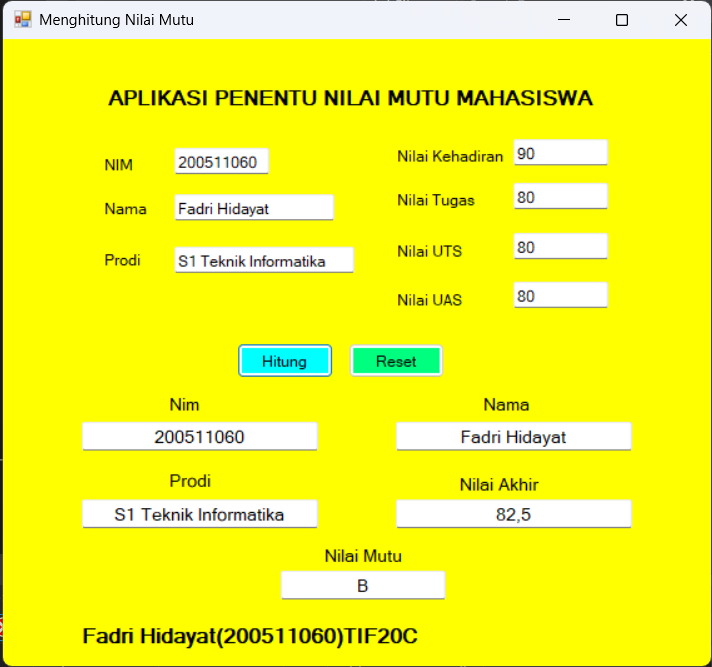 Menghitung Nilai Mutu
APLIKASI PENENTU NILAI MUTU MAHASISWA
NIM 200511060
Nama Fadri Hidayat
Prodi S1 Teknik Informatika
Nilai Kehadiran 90
Nilai Tugas 80
Nilai UTS 80
Nilai UAS 80
Hitung Reset
Nim Nama
200511060 Fadri Hidayat
Prodi Nilai Akhir
S1 Teknik Informatika 82,5
Nilai Mutu
B
Fadri Hidayat(200511060)TIF20C